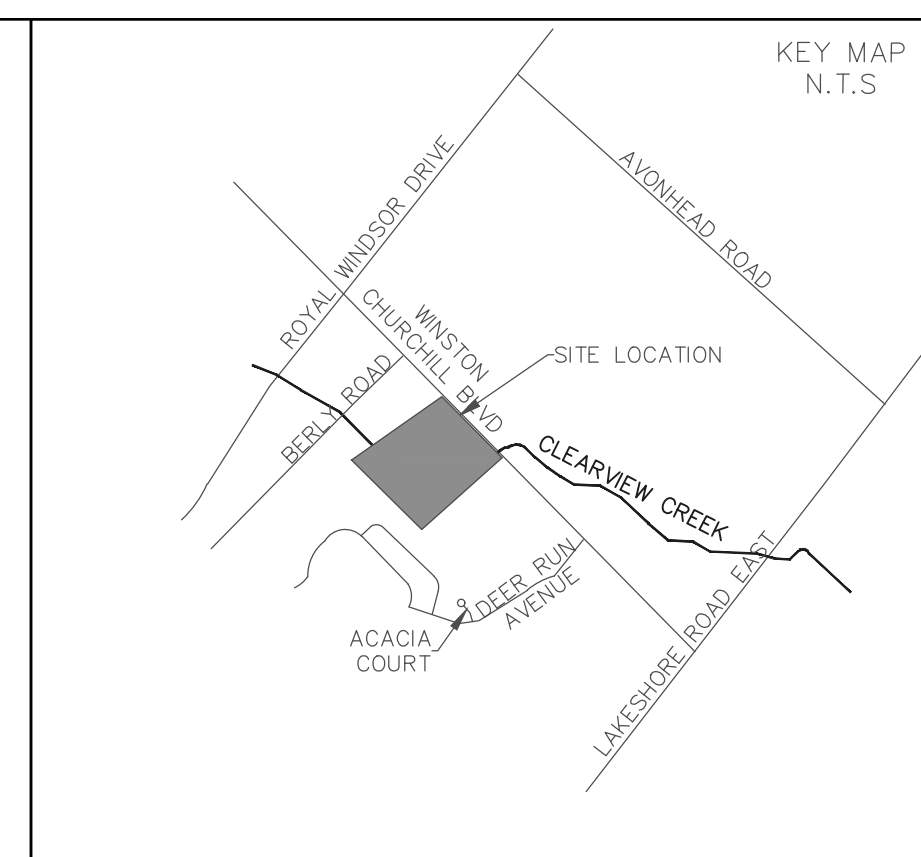 KEY MAP
N.T.S
AVONHEAD ROAD
ROYAL WINDSOR DRIVE
WINSTON
CHURCHILL BLVD
SITE LOCATION
BERLY ROAD
CLEARVIEW CREEK
DEER RUN
AVENUE
ACACIA
COURT
LAKESHORE ROAD EAST